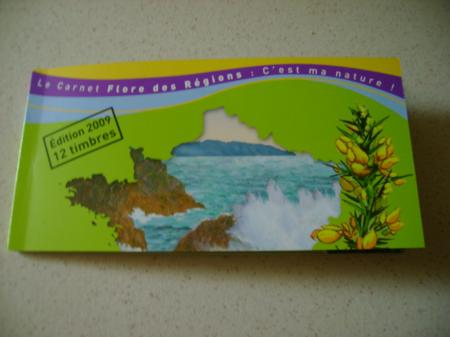 Le Carnet Flore des Régions : C'est ma nature !
Édition 2009
12 timbres